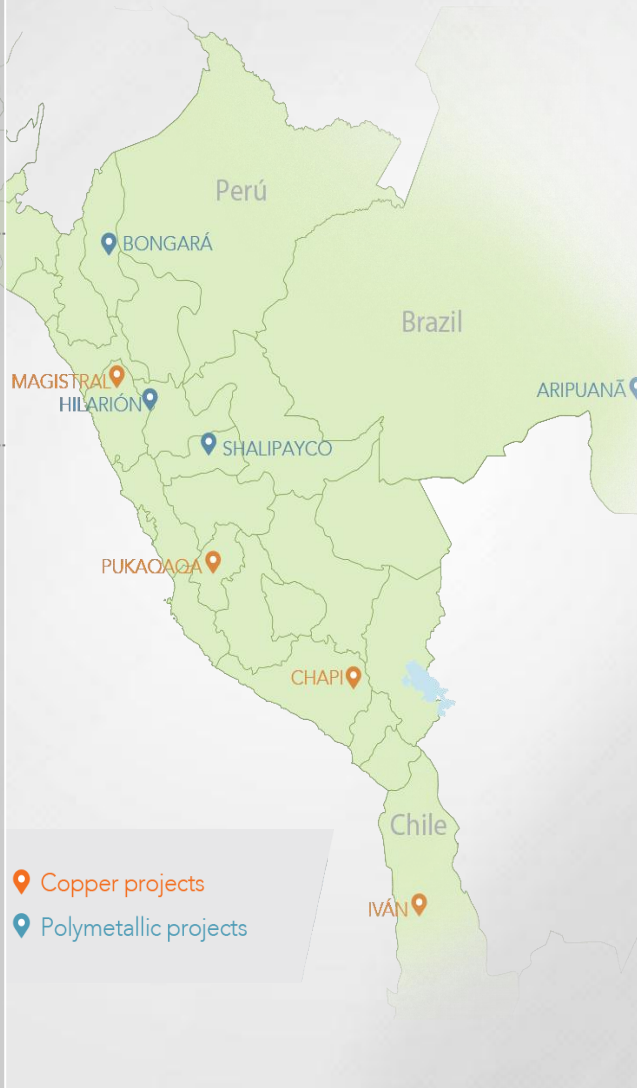 Perú
BONGARÁ
Brazil
MAGISTRAL
ARIPUANÃ
HILARIÓN
SHALIPAYCO
PUKAQAQA
CHAPI
Chile
Copper projects
IVÁN
Polymetallic projects